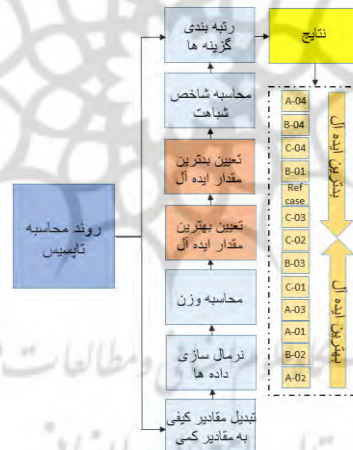 رتبه بندی
گزینه ها
نتایج
محاسبه شاخص
شباهت
تعیین بدترین
مقدار ایده آل
تعیین بهترین
مقدار ایده آل
روند محاسبه
تاپسیس
محاسبه وزن
نرمال سازی
داده ها
تبدیل مقادیر کیفی
به مقادیر کمی
A-04
B-04
C-04
B-01
Ref
case
C-03
C-02
B-03
C-01
A-03
A-01
B-02
A-02
بدترین ایده آل
بهترین ایده آل